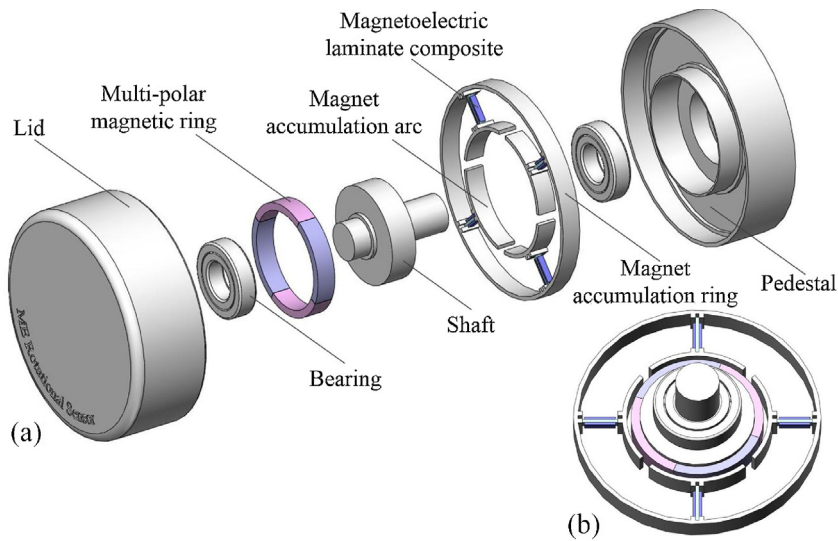 Magnetoelectric
laminate composite
Multi-polar
magnetic ring
Magnet
accumulation arc
Lid
Magnet
accumulation ring
Pedestal
Shaft
Bearing
ME Rotational Sensor
(a)
(b)